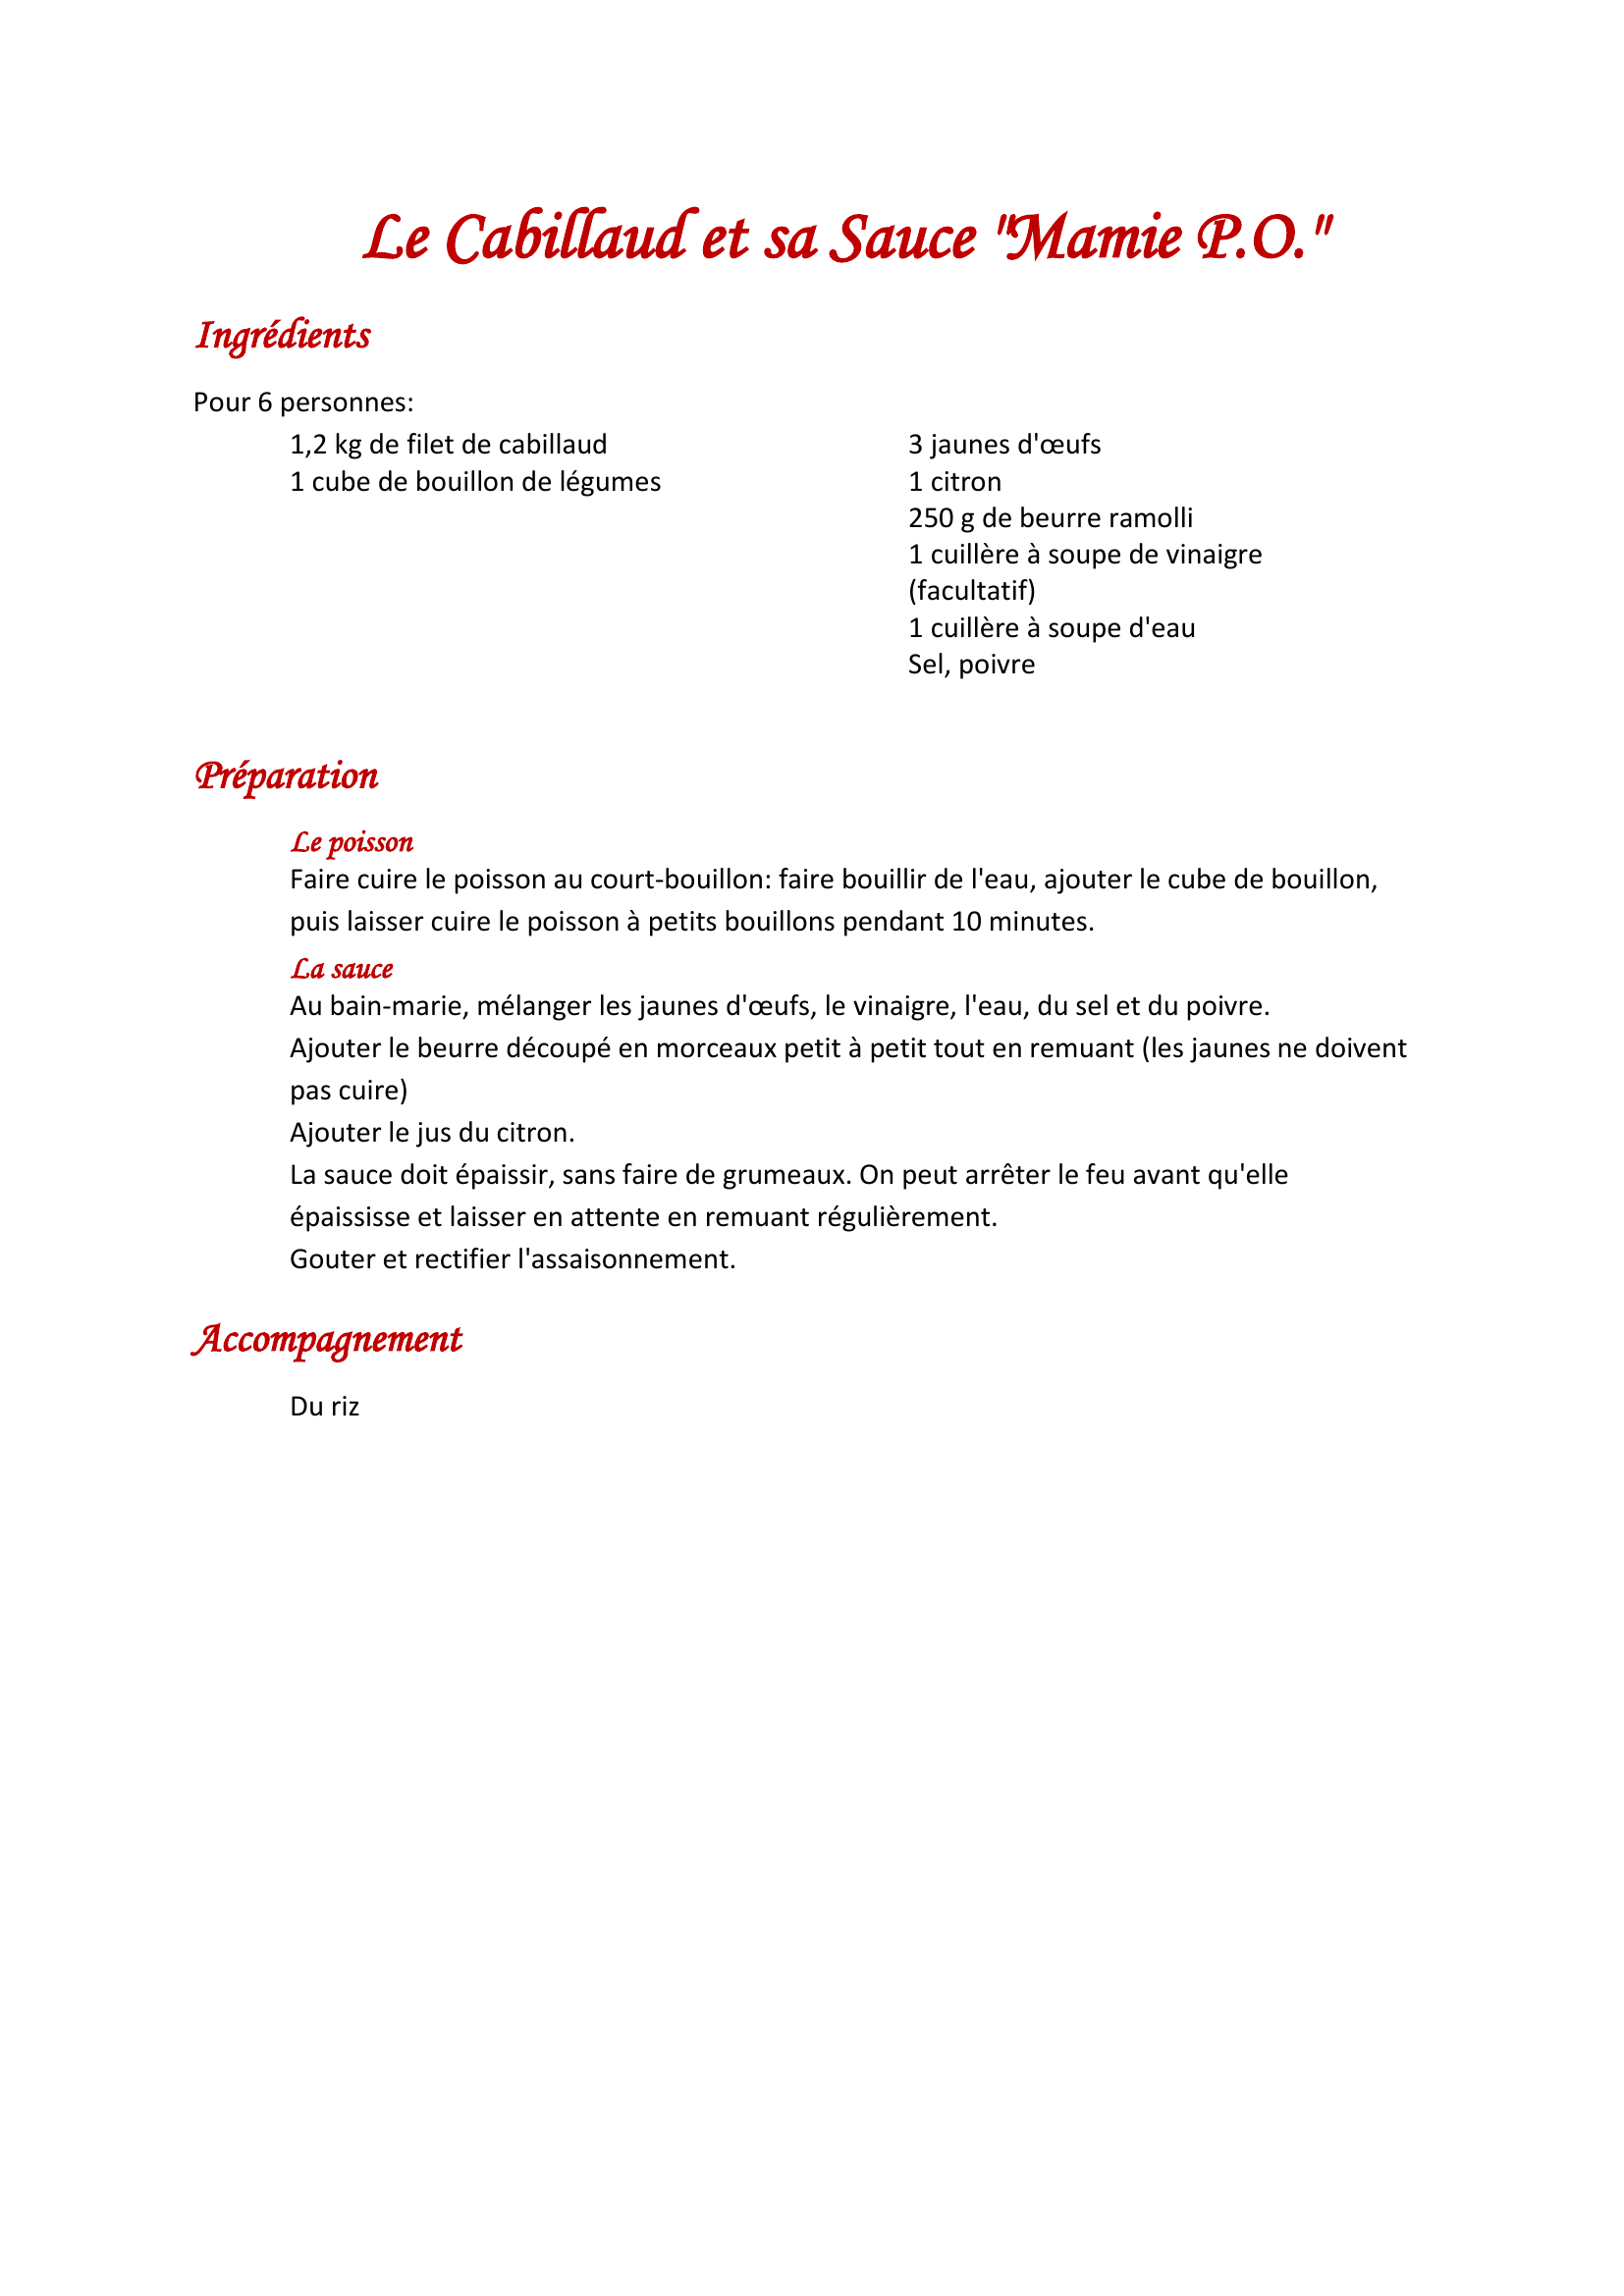 Le Cabillaud et sa Sauce "Mamie P.O."
Ingrédients
Pour 6 personnes:
1,2 kg de filet de cabillaud
1 cube de bouillon de légumes
3 jaunes d'œufs
1 citron
250 g de beurre ramolli
1 cuillère à soupe de vinaigre
(facultatif)
1 cuillère à soupe d'eau
Sel, poivre
Préparation
Le poisson
Faire cuire le poisson au court-bouillon: faire bouillir de l'eau, ajouter le cube de bouillon,
puis laisser cuire le poisson à petits bouillons pendant 10 minutes.
La sauce
Au bain-marie, mélanger les jaunes d'œufs, le vinaigre, l'eau, du sel et du poivre.
Ajouter le beurre découpé en morceaux petit à petit tout en remuant (les jaunes ne doivent
pas cuire)
Ajouter le jus du citron.
La sauce doit épaissir, sans faire de grumeaux. On peut arrêter le feu avant qu'elle
épaississe et laisser en attente en remuant régulièrement.
Gouter et rectifier l'assaisonnement.
Accompagnement
Du riz